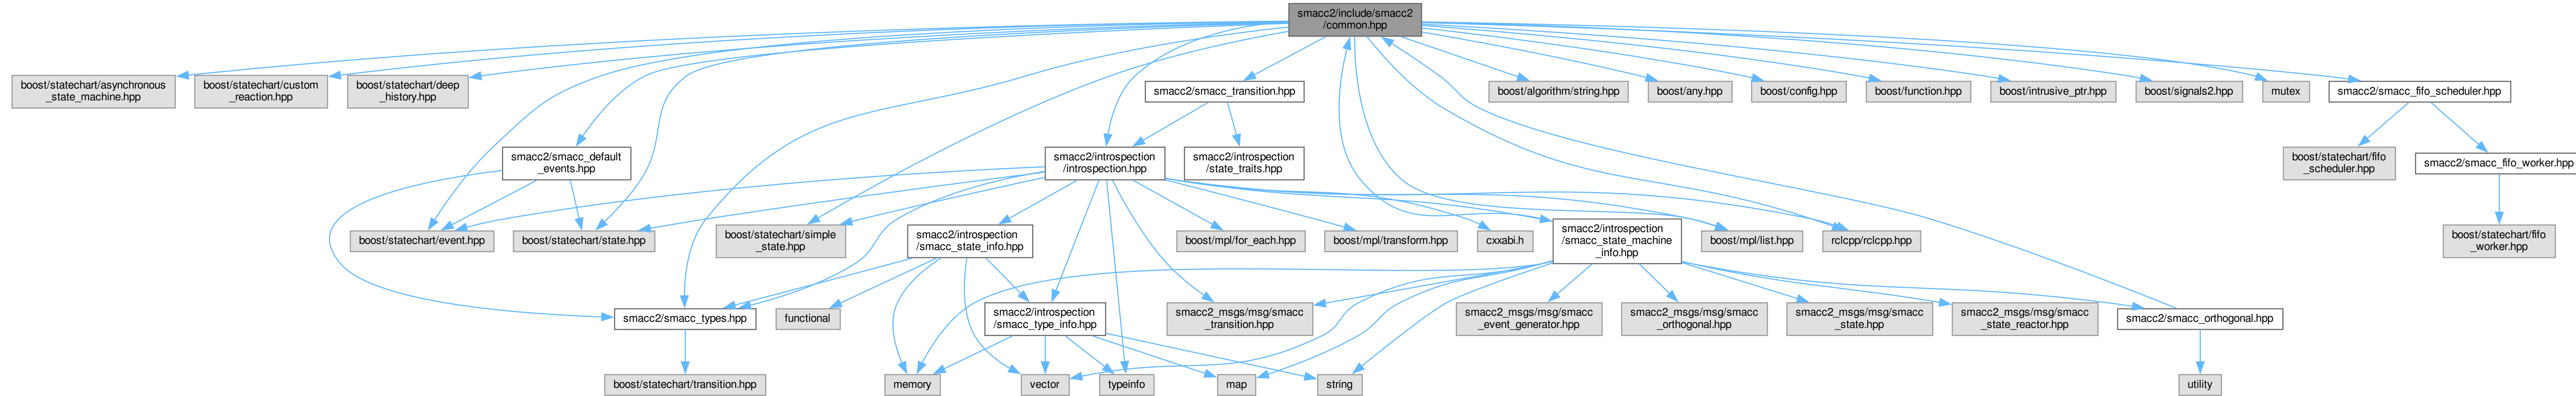 smacc2/include/smacc2
/common.hpp
boost/statechart/asynchronous
_state_machine.hpp
boost/statechart/custom
_reaction.hpp
boost/statechart/deep
_history.hpp
smacc2/smacc_transition.hpp
boost/algorithm/string.hpp
boost/any.hpp
boost/config.hpp
boost/function.hpp
boost/intrusive_ptr.hpp
boost/signals2.hpp
mutex
smacc2/smacc_fifo_scheduler.hpp
smacc2/smacc_default
_events.hpp
smacc2/introspection
/introspection.hpp
smacc2/introspection
/state_traits.hpp
boost/statechart/fifo
_scheduler.hpp
smacc2/smacc_fifo_worker.hpp
boost/statechart/event.hpp
boost/statechart/state.hpp
boost/statechart/simple
_state.hpp
smacc2/introspection
/smacc_state_info.hpp
boost/mpl/for_each.hpp
boost/mpl/transform.hpp
cxxabi.h
smacc2/introspection
/smacc_state_machine
_info.hpp
boost/mpl/list.hpp
rclcpp/rclcpp.hpp
boost/statechart/fifo
_worker.hpp
smacc2/smacc_types.hpp
functional
smacc2/introspection
/smacc_type_info.hpp
smacc2_msgs/msg/smacc
_transition.hpp
smacc2_msgs/msg/smacc
_event_generator.hpp
smacc2_msgs/msg/smacc
_orthogonal.hpp
smacc2_msgs/msg/smacc
_state.hpp
smacc2_msgs/msg/smacc
_state_reactor.hpp
smacc2/smacc_orthogonal.hpp
boost/statechart/transition.hpp
memory
vector
typeinfo
map
string
utility